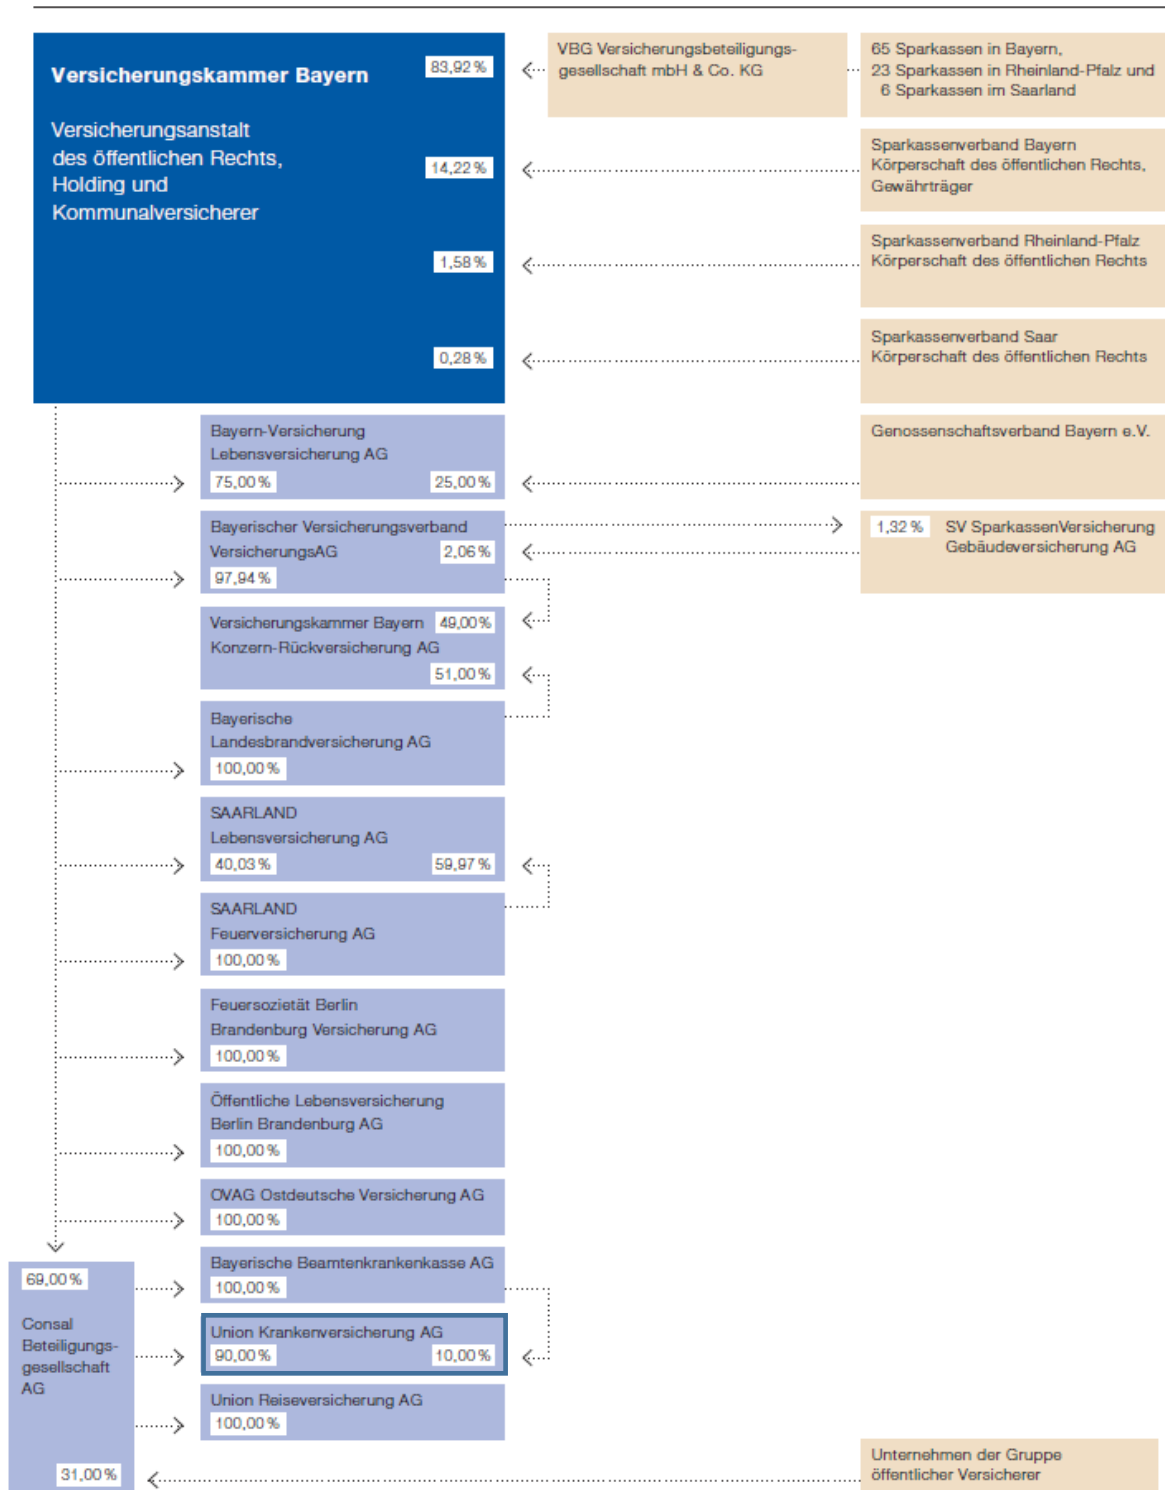 Versicherungskammer Bayern
83,92 %
Versicherungsanstalt
des öffentlichen Rechts,
Holding und
Kommunalversicherer
14,22 %
1,58 %
0,28 %
VBG Versicherungsbeteiligungs-
gesellschaft mbH & Co. KG
65 Sparkassen in Bayern,
23 Sparkassen in Rheinland-Pfalz und
6 Sparkassen im Saarland
Sparkassenverband Bayern
Körperschaft des öffentlichen Rechts,
Gewährträger
Sparkassenverband Rheinland-Pfalz
Körperschaft des öffentlichen Rechts
Sparkassenverband Saar
Körperschaft des öffentlichen Rechts
Bayern-Versicherung
Lebensversicherung AG
75,00 % 25,00 %
Genossenschaftsverband Bayern e.V.
Bayerischer Versicherungsverband
VersicherungsAG 2,06 %
97,94 %
1,32 % SV SparkassenVersicherung
Gebäudeversicherung AG
Versicherungskammer Bayern 49,00 %
Konzern-Rückversicherung AG
51,00 %
Bayerische
Landesbrandversicherung AG
100,00 %
SAARLAND
Lebensversicherung AG
40,03 % 59,97 %
SAARLAND
Feuerversicherung AG
100,00 %
Feuersozietät Berlin
Brandenburg Versicherung AG
100,00 %
Öffentliche Lebensversicherung
Berlin Brandenburg AG
100,00 %
OVAG Ostdeutsche Versicherung AG
100,00 %
Bayerische Beamtenkrankenkasse AG
100,00 %
Union Krankenversicherung AG
90,00 % 10,00 %
Union Reiseversicherung AG
100,00 %
69,00 %
Consal
Beteiligungs-
gesellschaft
AG
31,00 %
Unternehmen der Gruppe
öffentlicher Versicherer